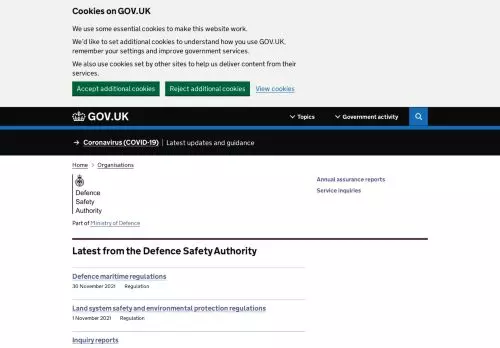 Cookies on GOV.UK
We use some essential cookies to make this website work.
We'd like to set additional cookies to understand how you use GOV.UK,
remember your settings and improve government services.
We also use cookies set by other sites to help us deliver content from their
services.
Accept additional cookies Reject additional cookies View cookies
GOV.UK Topics Government activity
→ Coronavirus (COVID-19) Latest updates and guidance
Home > Organisations
Defence
Safety
Authority
Part of Ministry of Defence
Annual assurance reports
Service inquiries
Latest from the Defence Safety Authority
Defence maritime regulations
30 November 2021 Regulation
Land system safety and environmental protection regulations
1 November 2021 Regulation
Inquiry reports